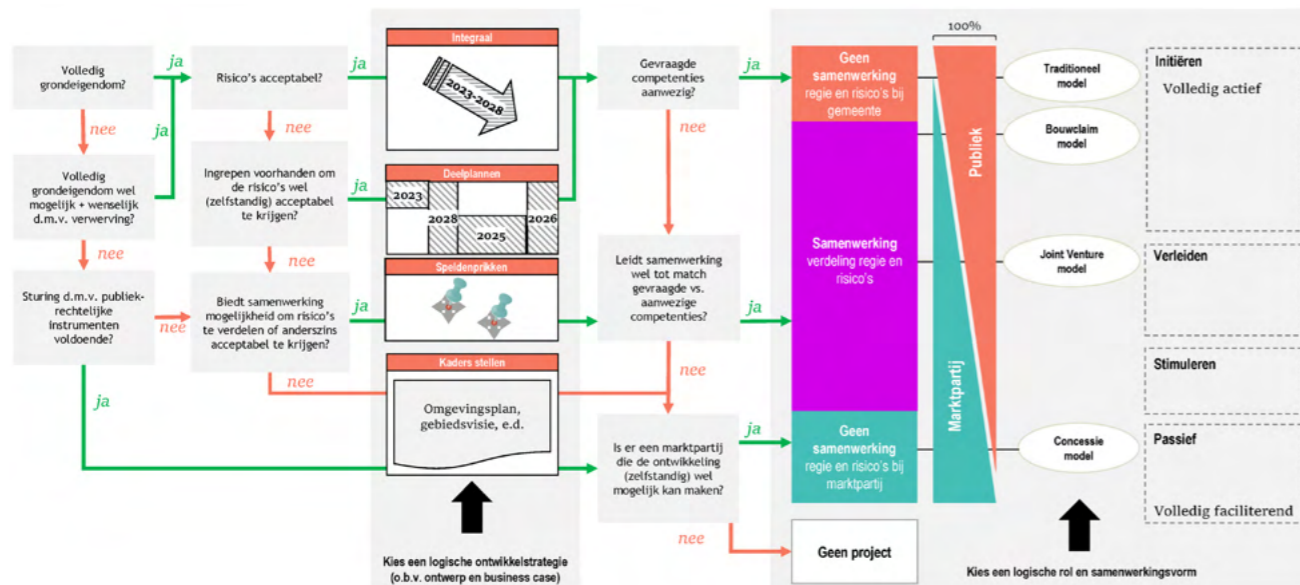 Volledig
grondeigendom?
ja
nee
Volledig
grondeigendom wel
mogelijk + wenselijk
d.m.v. verwerving?
ja
nee
Sturing d.m.v. publiek-
rechtelijke
instrumenten
voldoende?
nee
ja
Risico's acceptabel?
ja
nee
Ingrepen voorhanden om
de risico's wel
(zelfstandig) acceptabel
te krijgen?
ja
nee
Biedt samenwerking
mogelijkheid om risico's
te verdelen of anderszins
acceptabel te krijgen?
ja
nee
Integraal
2023-2028
Deelplannen
2023
2028
2025
2026
Speldenprikken
Kaders stellen
Omgevingsplan,
gebiedsvisie, e.d.
Kies een logische ontwikkelstrategie
(o.b.v. ontwerp en business case)
Gevraagde
competenties
aanwezig?
ja
nee
Leidt samenwerking
wel tot match
gevraagde vs.
aanwezige
competenties?
ja
nee
Is er een marktpartij
die de ontwikkeling
(zelfstandig) wel
mogelijk kan maken?
ja
nee
Geen
samenwerking
regie en risico's bij
gemeente
Samenwerking
verdeling regie en
risico's
Geen
samenwerking
regie en risico's bij
marktpartij
Geen project
100%
Publiek
Marktpartij
Traditioneel
model
Bouwclaim
model
Joint Venture
model
Concessie
model
Kies een logische rol en samenwerkingsvorm
Initiëren
Volledig actief
Verleiden
Stimuleren
Passief
Volledig faciliterend